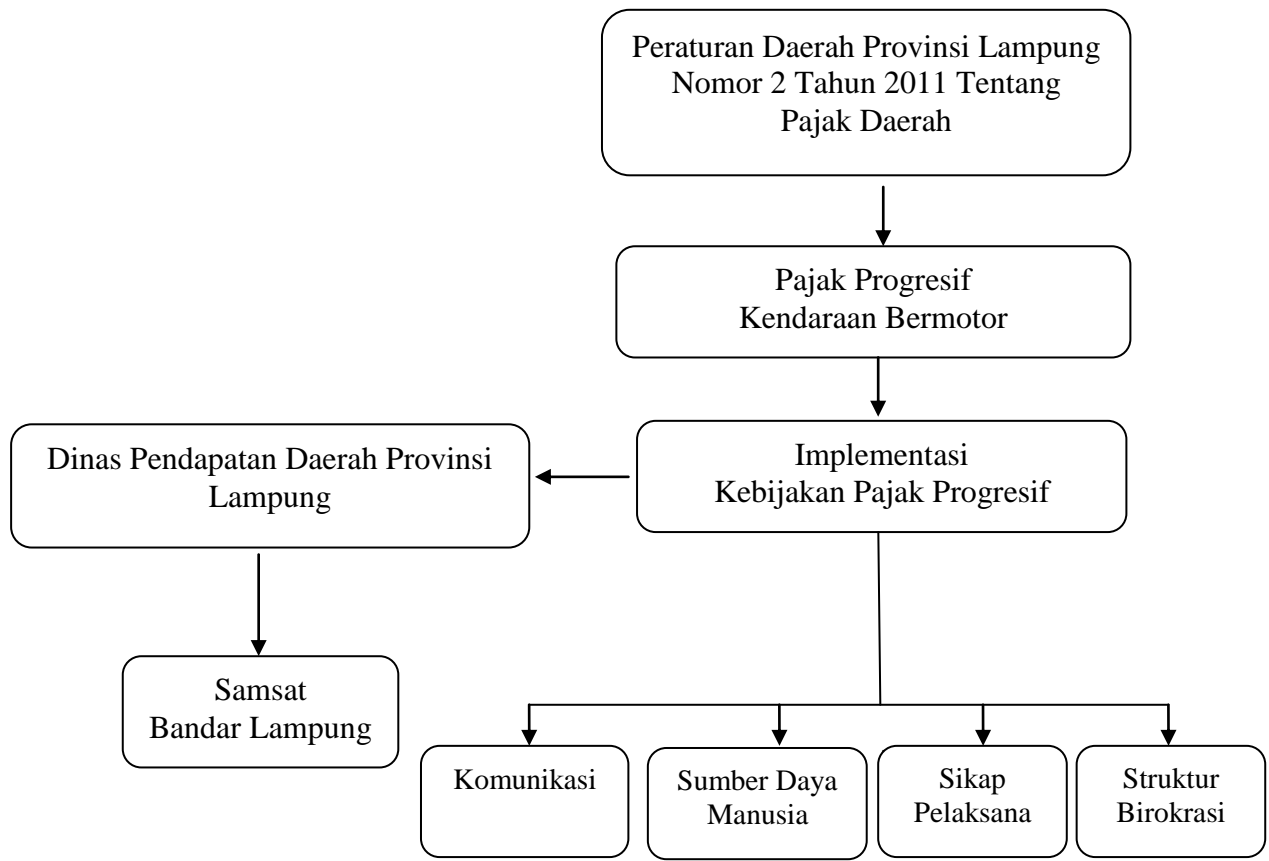 Peraturan Daerah Provinsi Lampung
Nomor 2 Tahun 2011 Tentang
Pajak Daerah
Pajak Progresif
Kendaraan Bermotor
Implementasi
Kebijakan Pajak Progresif
Dinas Pendapatan Daerah Provinsi
Lampung
Samsat
Bandar Lampung
Komunikasi
Sumber Daya
Manusia
Sikap
Pelaksana
Struktur
Birokrasi